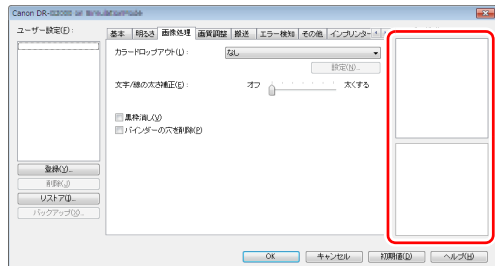 Canon DR-
ユーザー設定(F):
基本 明るさ 画像処理 画質調整 搬送 エラー検知 その他 インプリンター
カラードロップアウト(L): なし
設定(N)...
文字/線の太さ補正(E): オフ 太くする
黒枠消し(V)
バインダーの穴を削除(P)
登録(Y)...
削除(J)
リストア(I)...
バックアップ(X)...
OK キャンセル 初期値(D) ヘルプ(H)